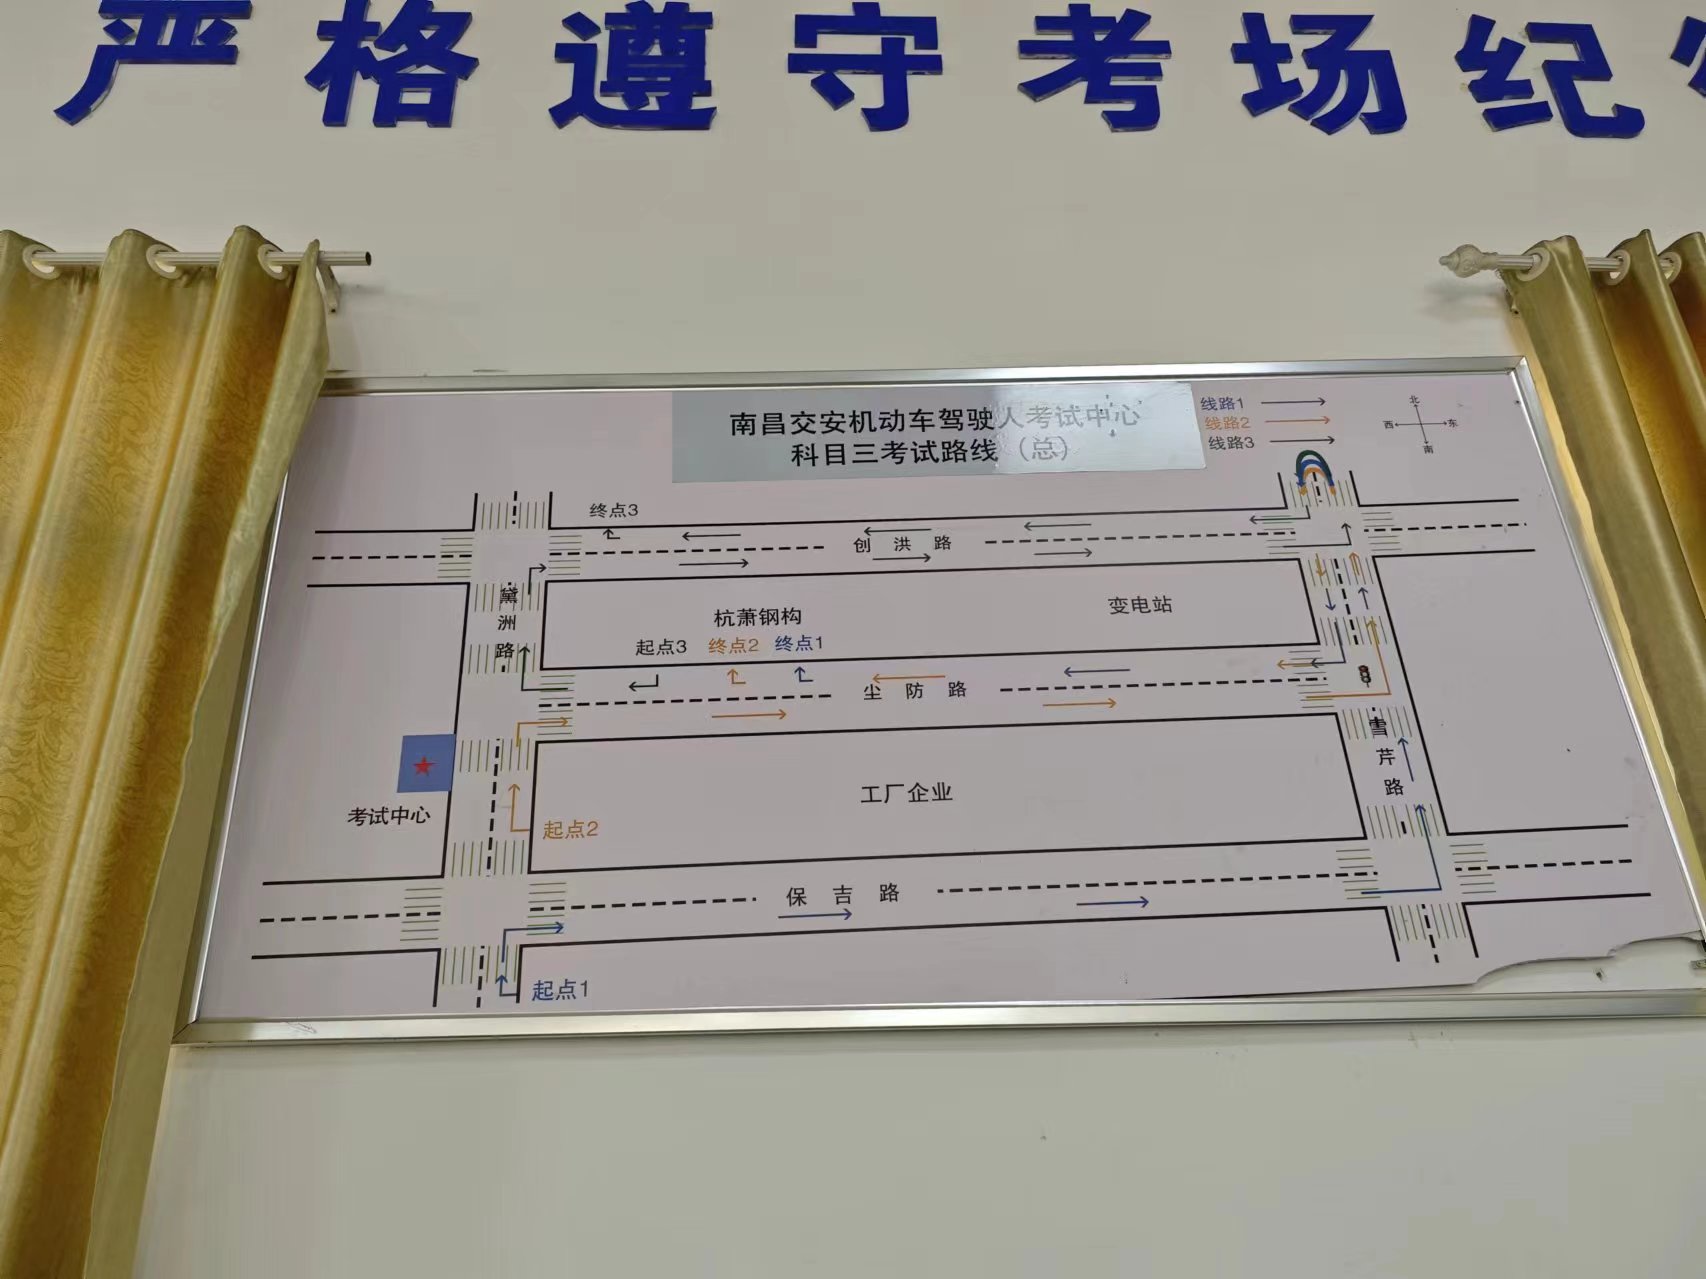 严格遵守考场纪
南昌交安机动车驾驶人考试中心
科目三考试路线（总）
线路1
线路2
线路3
北
西
东
南
终点3
创洪路
黛洲路
杭萧钢构
变电站
起点3
终点2
终点1
尘防路
雪芹路
考试中心
工厂企业
起点2
保吉路
起点1